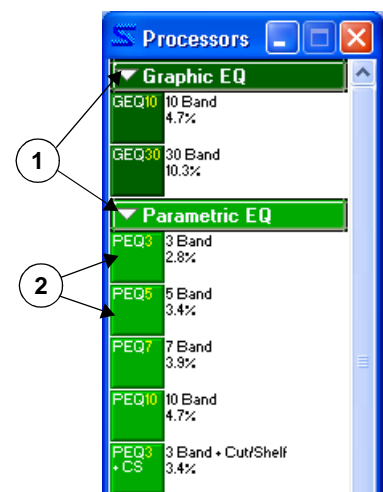 Processors
Graphic EQ
GEQ10 10 Band
4.7%
GEQ30 30 Band
10.3%
1
Parametric EQ
PEQ3 3 Band
2.8%
2
PEQ5 5 Band
3.4%
PEQ7 7 Band
3.9%
PEQ10 10 Band
4.7%
PEQ3 3 Band + Cut/Shelf
+ CS 3.4%